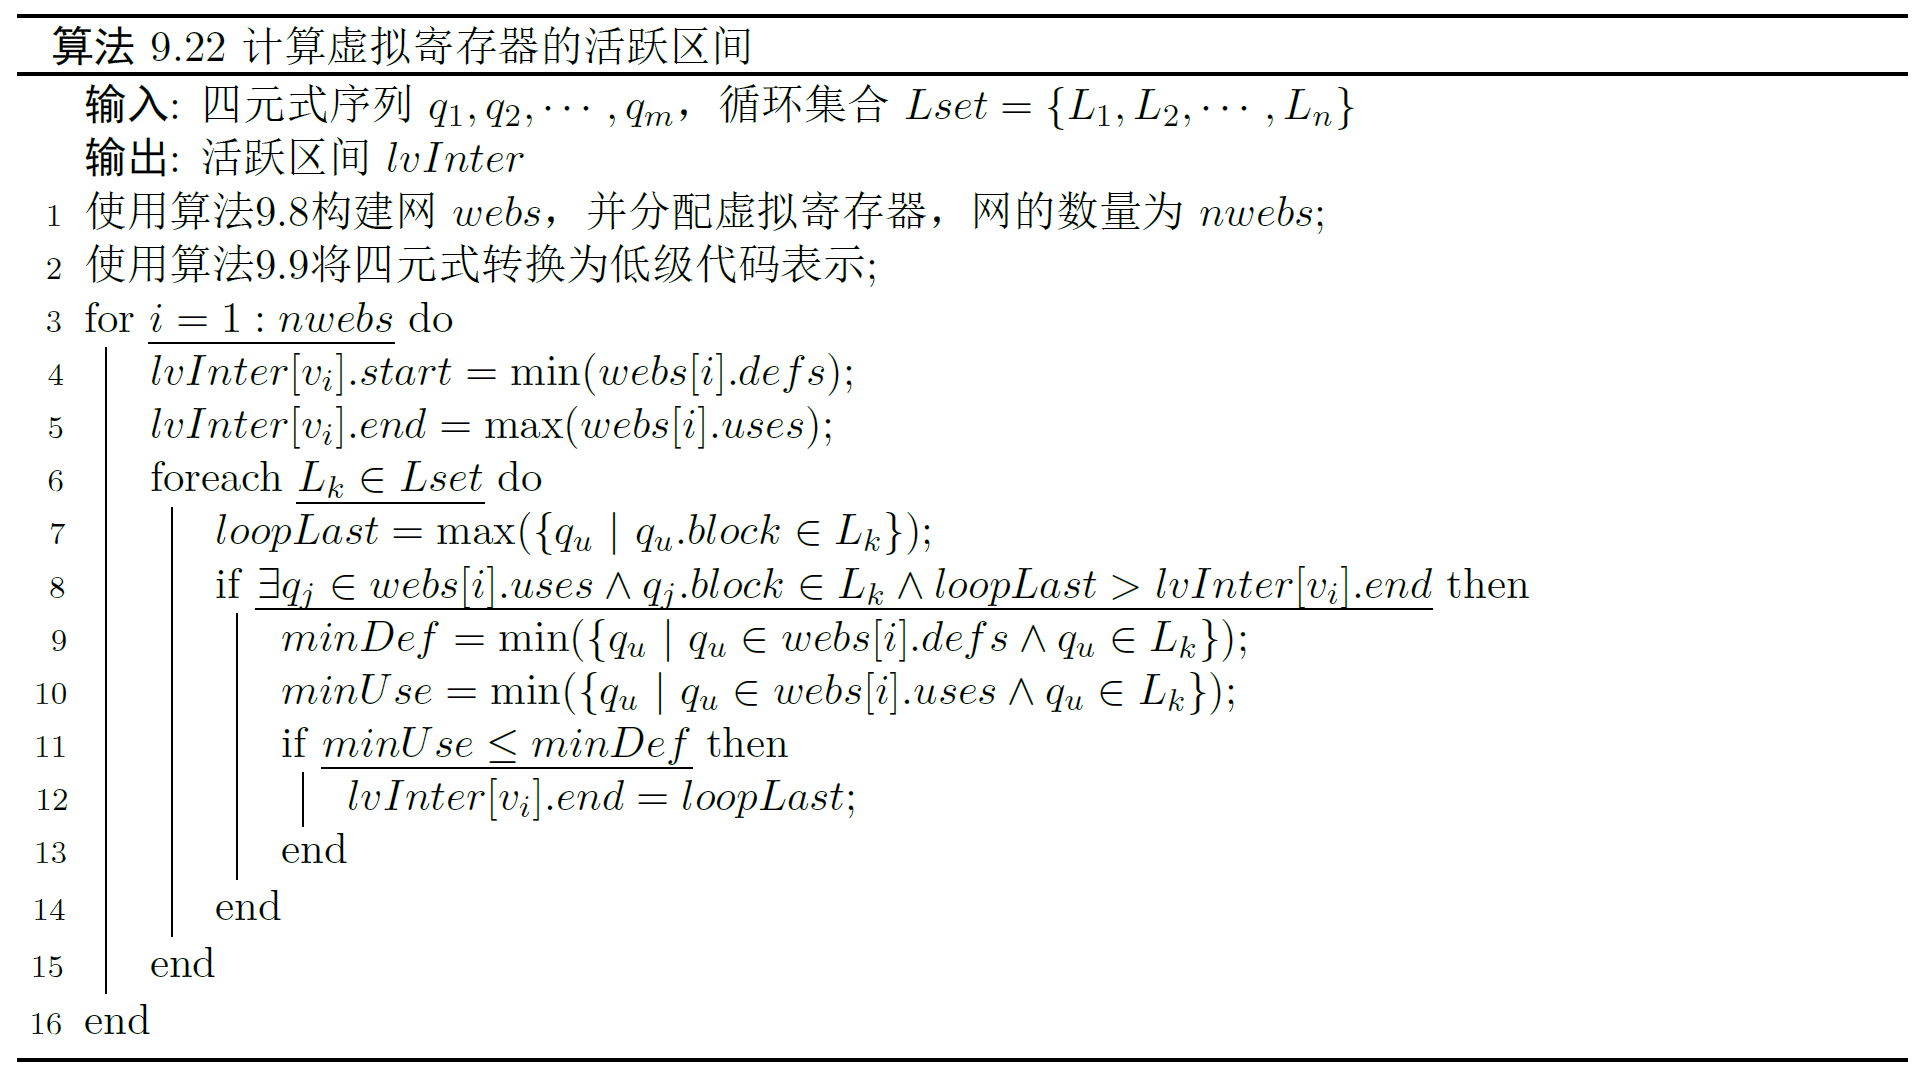 算法 9.22 计算虚拟寄存器的活跃区间
输入: 四元式序列 q₁, q₂, ⋯ , qₘ，循环集合 Lset = {L₁, L₂, ⋯ , Lₙ}
输出: 活跃区间 lvInter
1 使用算法9.8构建网 webs，并分配虚拟寄存器，网的数量为 nwebs;
2 使用算法9.9将四元式转换为低级代码表示;
3 for i = 1 : nwebs do
4 lvInter[vᵢ].start = min(webs[i].defs);
5 lvInter[vᵢ].end = max(webs[i].uses);
6 foreach Lₖ ∈ Lset do
7 loopLast = max({qᵤ | qᵤ.block ∈ Lₖ});
8 if ∃qⱼ ∈ webs[i].uses ∧ qⱼ.block ∈ Lₖ ∧ loopLast > lvInter[vᵢ].end then
9 minDef = min({qᵤ | qᵤ ∈ webs[i].defs ∧ qᵤ ∈ Lₖ});
10 minUse = min({qᵤ | qᵤ ∈ webs[i].uses ∧ qᵤ ∈ Lₖ});
11 if minUse ≤ minDef then
12 lvInter[vᵢ].end = loopLast;
13 end
14 end
15 end
16 end